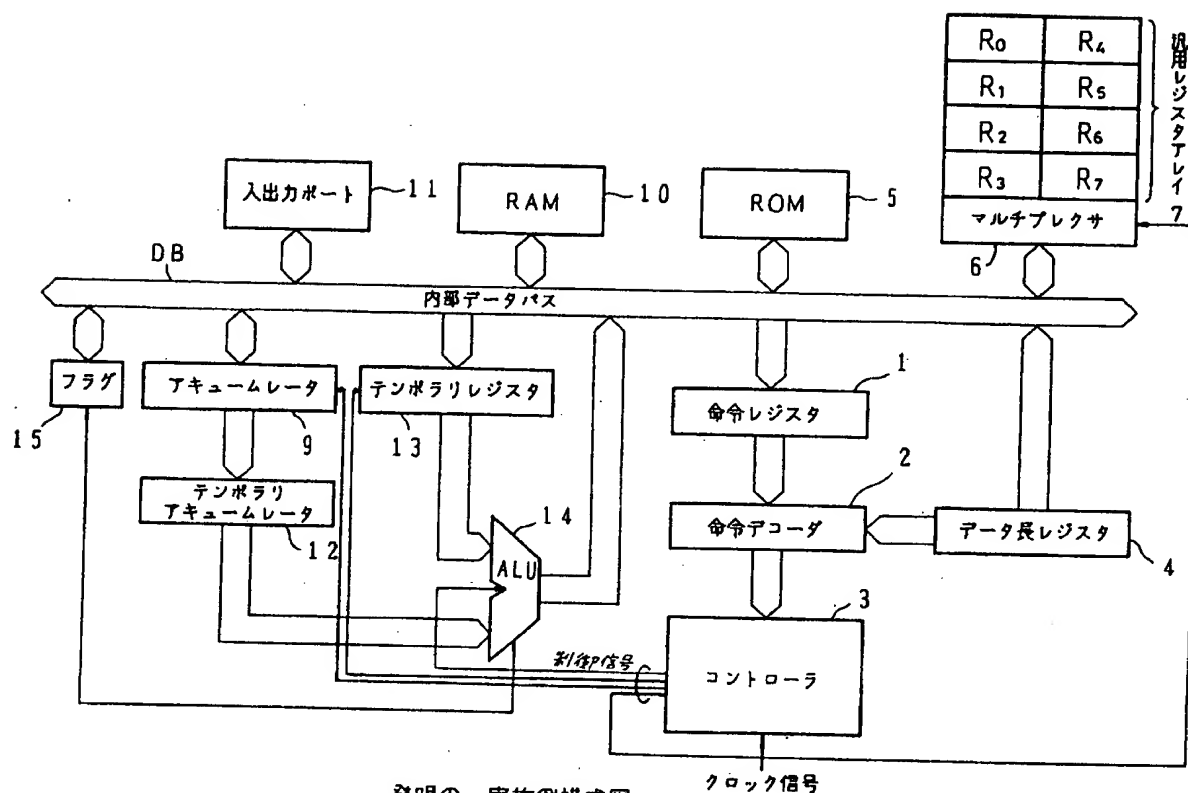 R0 R4
R1 R5
R2 R6
R3 R7
汎用レジスタアレイ
7
マルチプレクサ
6
入出力ポート
11
RAM
10
ROM
5
DB
内部データバス
フラグ
15
アキュームレータ
9
テンポラリレジスタ
13
命令レジスタ
1
テンポラリ
アキュームレータ
12
ALU
14
命令デコーダ
2
データ長レジスタ
4
コントローラ
3
制御信号
クロック信号